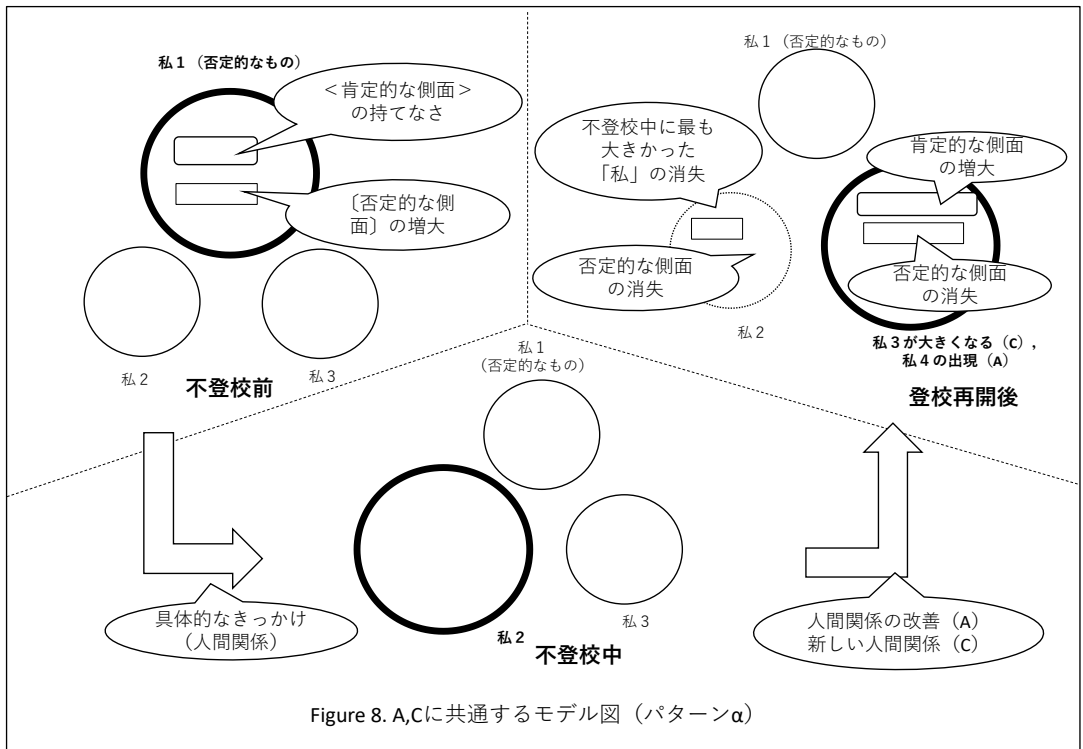 私１（否定的なもの）
＜肯定的な側面＞
の持てなさ
〔否定的な側
面〕の増大
私２
私３
不登校前
私１（否定的なもの）
不登校中に最も
大きかった
「私」の消失
肯定的な側面
の増大
否定的な側面
の消失
否定的な側面
の消失
私２
私３が大きくなる（C）,
私４の出現（A）
登校再開後
私１
（否定的なもの）
私２
私３
不登校中
具体的なきっかけ
（人間関係）
人間関係の改善（A）
新しい人間関係（C）
Figure 8. A,Cに共通するモデル図（パターンα）